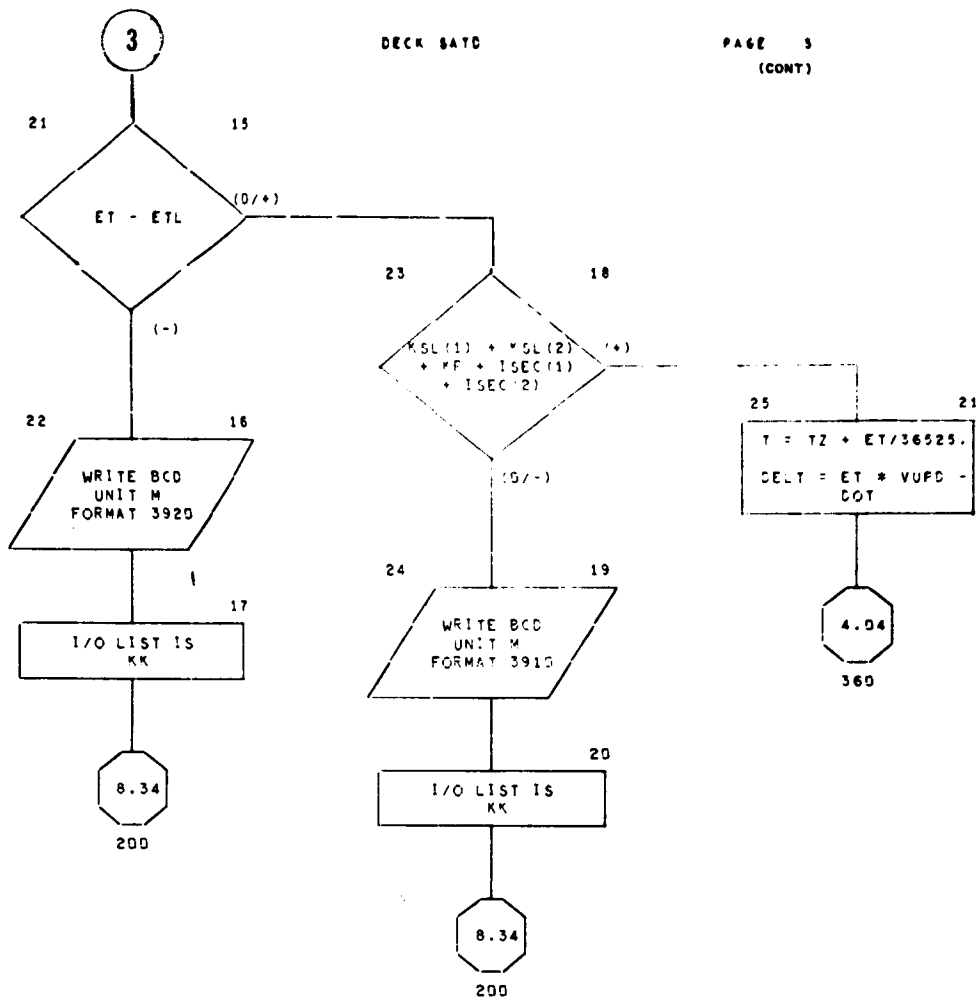 3
DECK SATD
PAGE 3
(CONT)
21
15
ET - ETL
(0/+)
(-)
23
18
KSL(1) + KSL(2)
+ KF + ISEC(1)
+ ISEC(2)
(+)
(0/-)
25
21
T = TZ + ET/36525.
DELT = ET * VUPD -
DOT
4.04
360
22
16
WRITE BCD
UNIT M
FORMAT 3920
17
I/O LIST IS
KK
8.34
200
24
19
WRITE BCD
UNIT M
FORMAT 3910
20
I/O LIST IS
KK
8.34
200